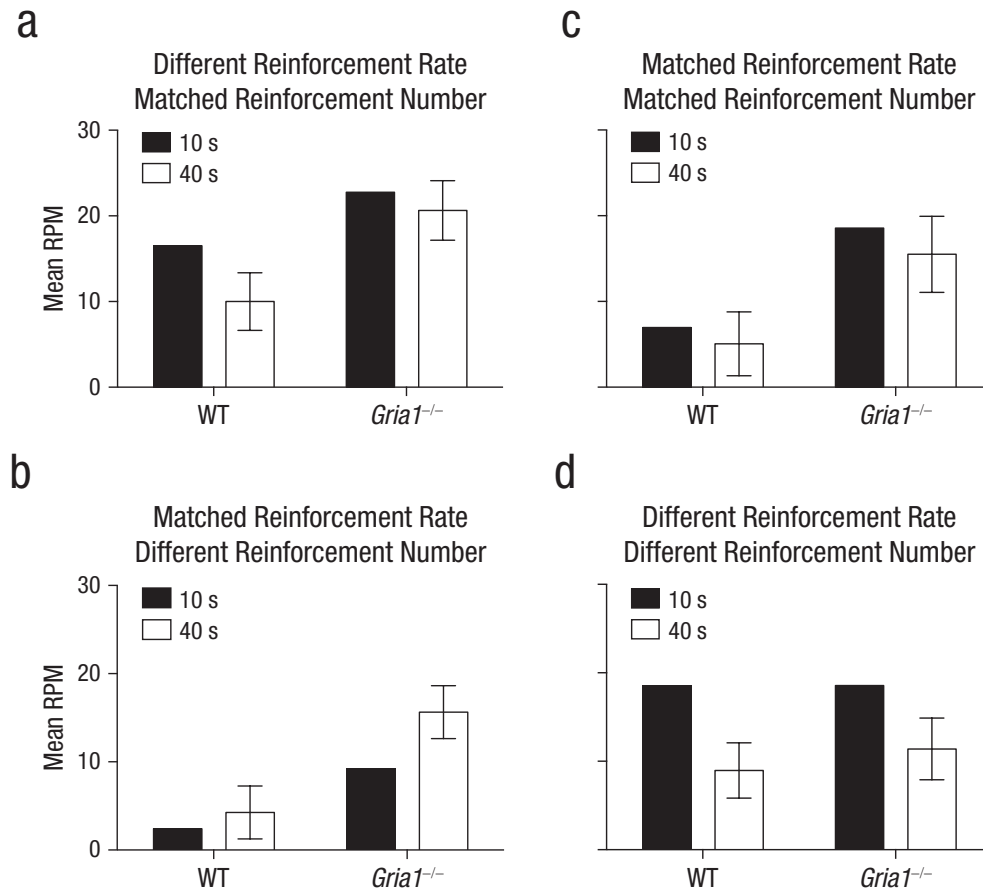 a
Different Reinforcement Rate
Matched Reinforcement Number
30
20
10
0
Mean RPM
10 s
40 s
WT
Gria1–/–
c
Matched Reinforcement Rate
Matched Reinforcement Number
10 s
40 s
WT
Gria1–/–
b
Matched Reinforcement Rate
Different Reinforcement Number
30
20
10
0
Mean RPM
10 s
40 s
WT
Gria1–/–
d
Different Reinforcement Rate
Different Reinforcement Number
10 s
40 s
WT
Gria1–/–